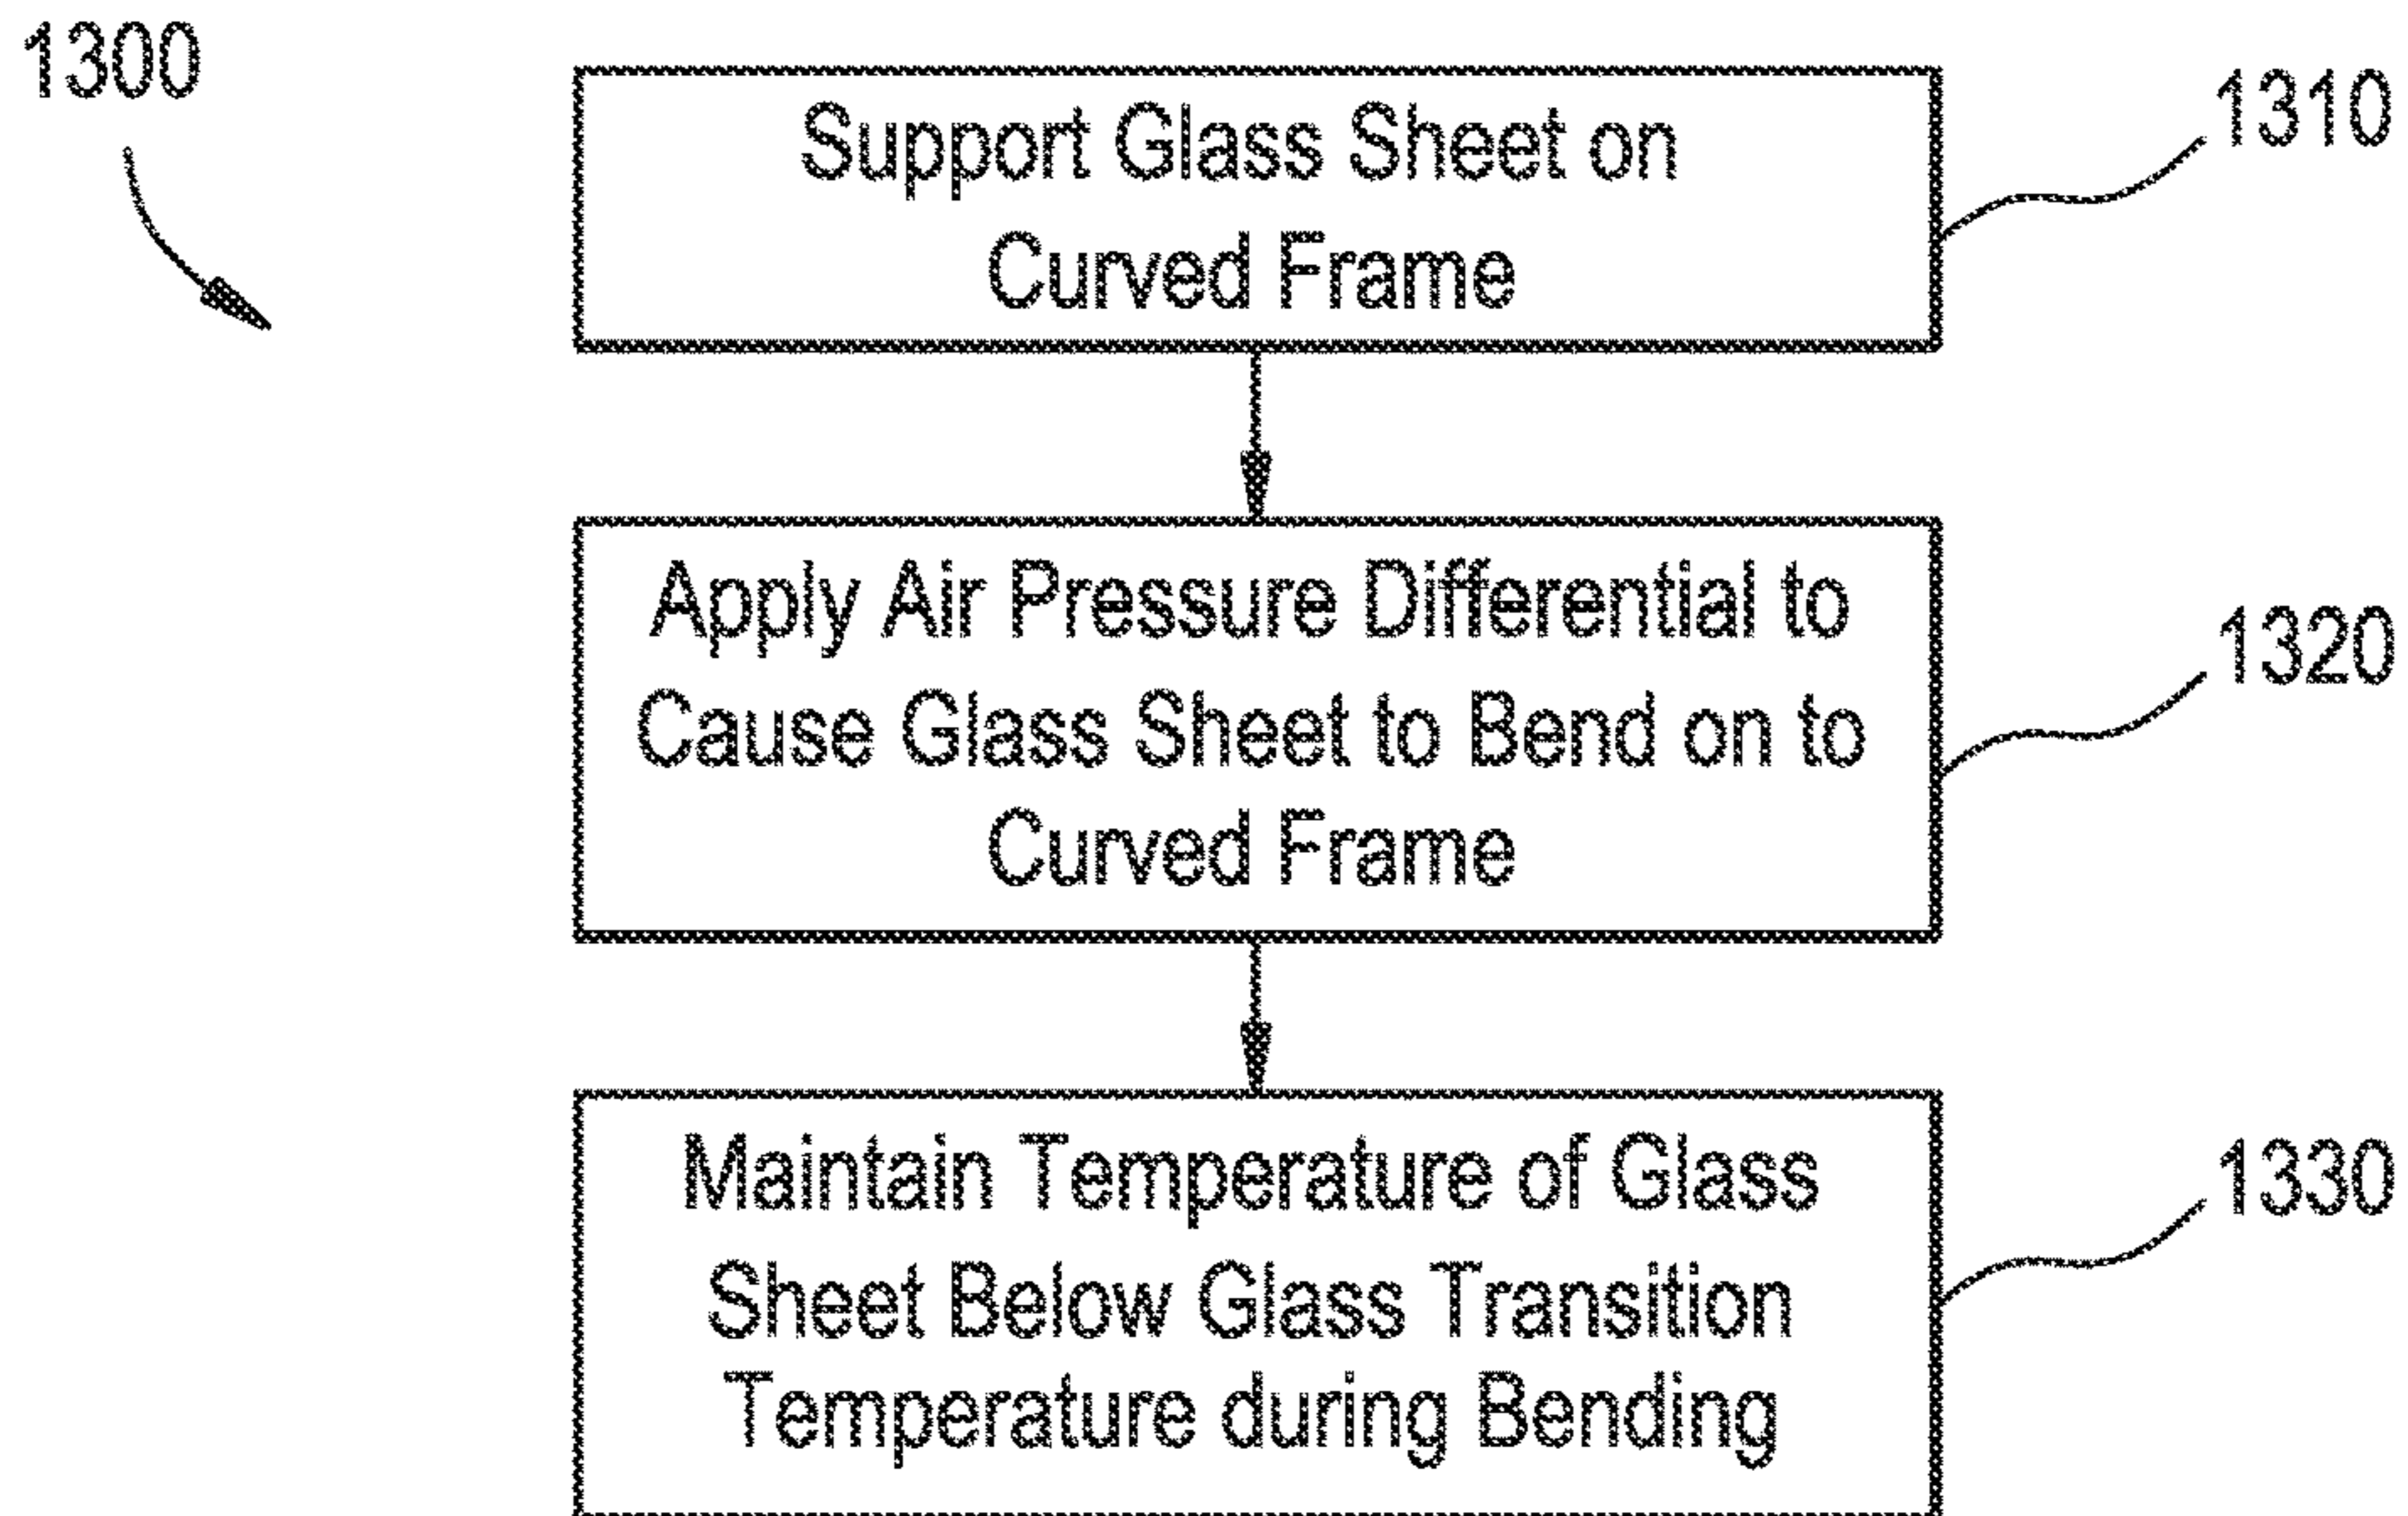 1300
Support Glass Sheet on
Curved Frame
1310
Apply Air Pressure Differential to
Cause Glass Sheet to Bend on to
Curved Frame
1320
Maintain Temperature of Glass
Sheet Below Glass Transition
Temperature during Bending
1330